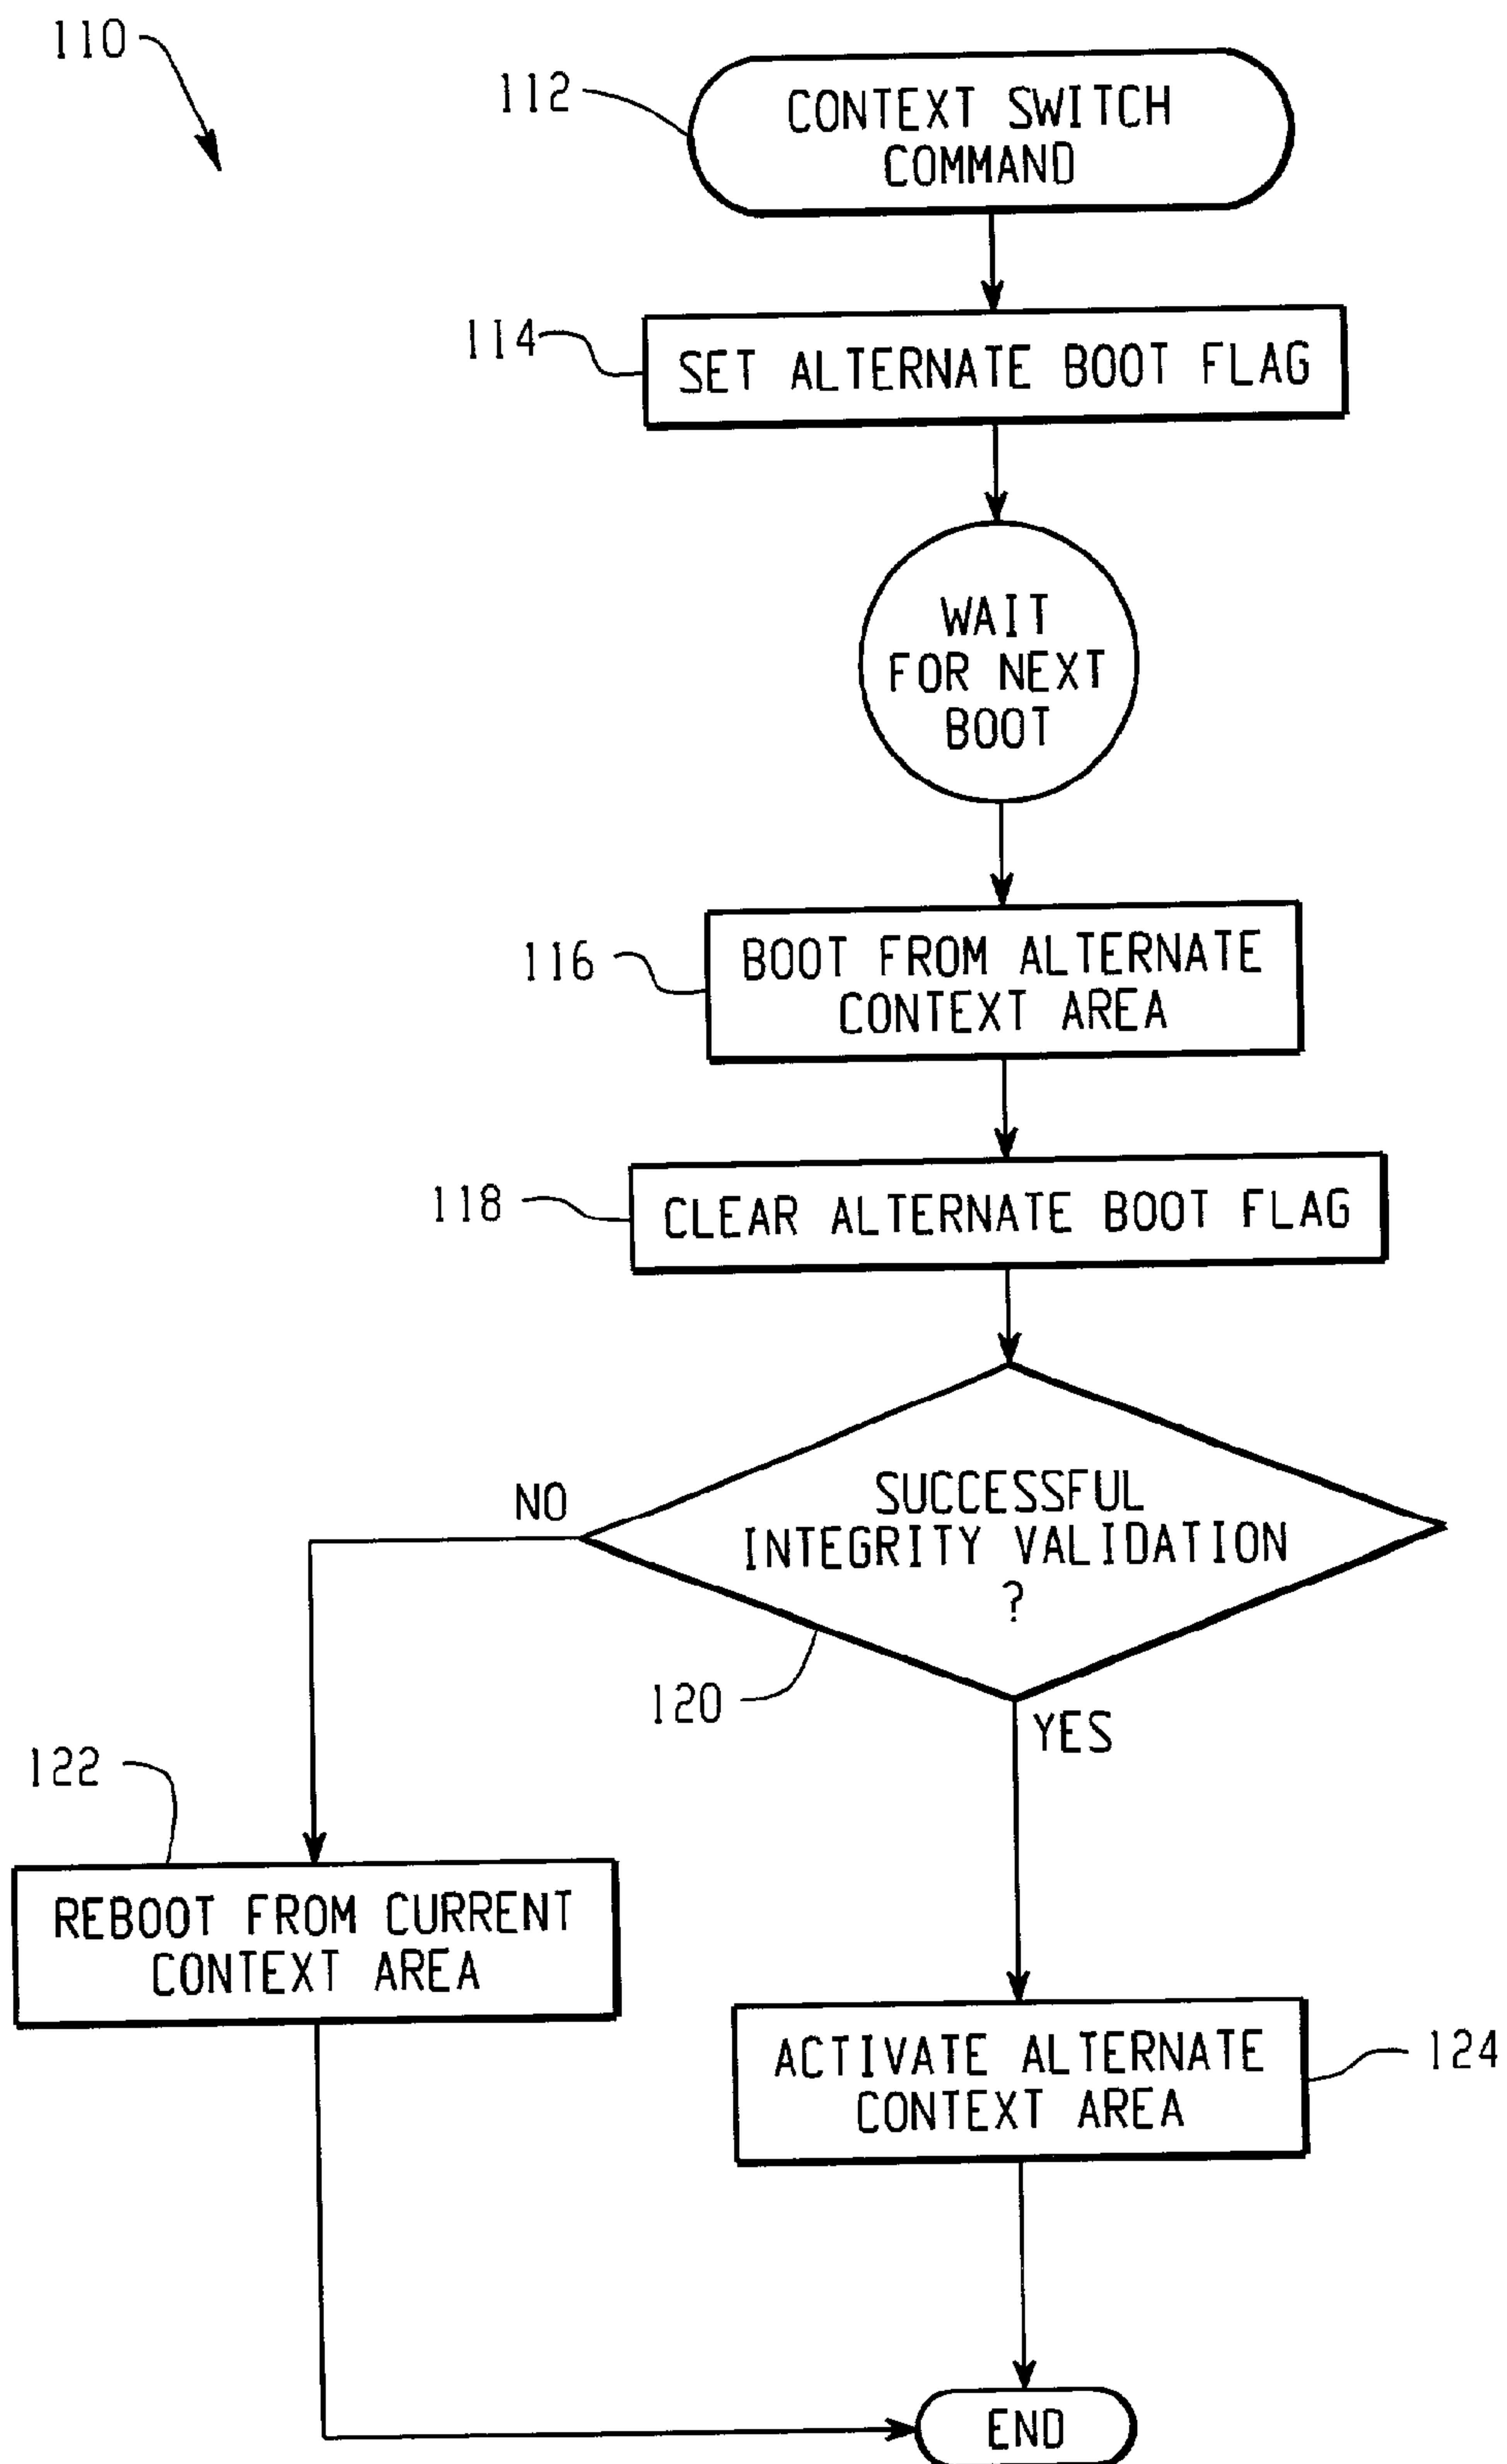 110
112
CONTEXT SWITCH
COMMAND
114
SET ALTERNATE BOOT FLAG
WAIT
FOR NEXT
BOOT
116
BOOT FROM ALTERNATE
CONTEXT AREA
118
CLEAR ALTERNATE BOOT FLAG
NO
SUCCESSFUL
INTEGRITY VALIDATION
?
120
YES
122
REBOOT FROM CURRENT
CONTEXT AREA
ACTIVATE ALTERNATE
CONTEXT AREA
124
END